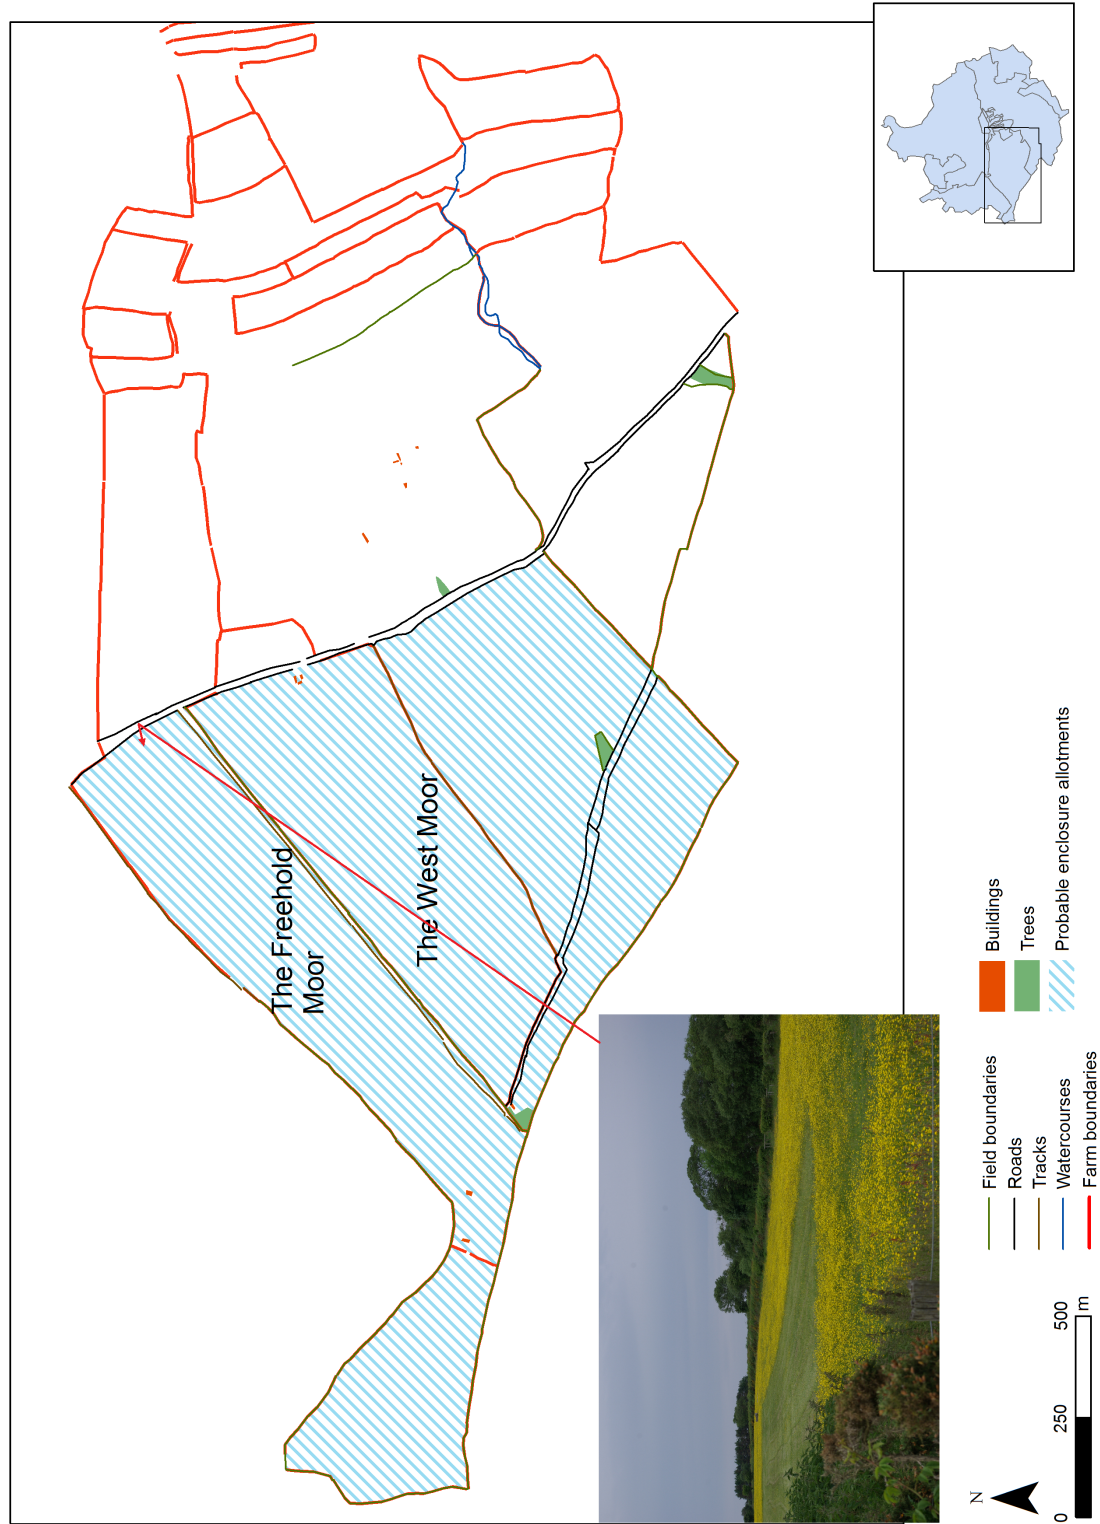 The Freehold
Moor
The West Moor
N
0
250
500
m
Field boundaries
Roads
Tracks
Watercourses
Farm boundaries
Buildings
Trees
Probable enclosure allotments